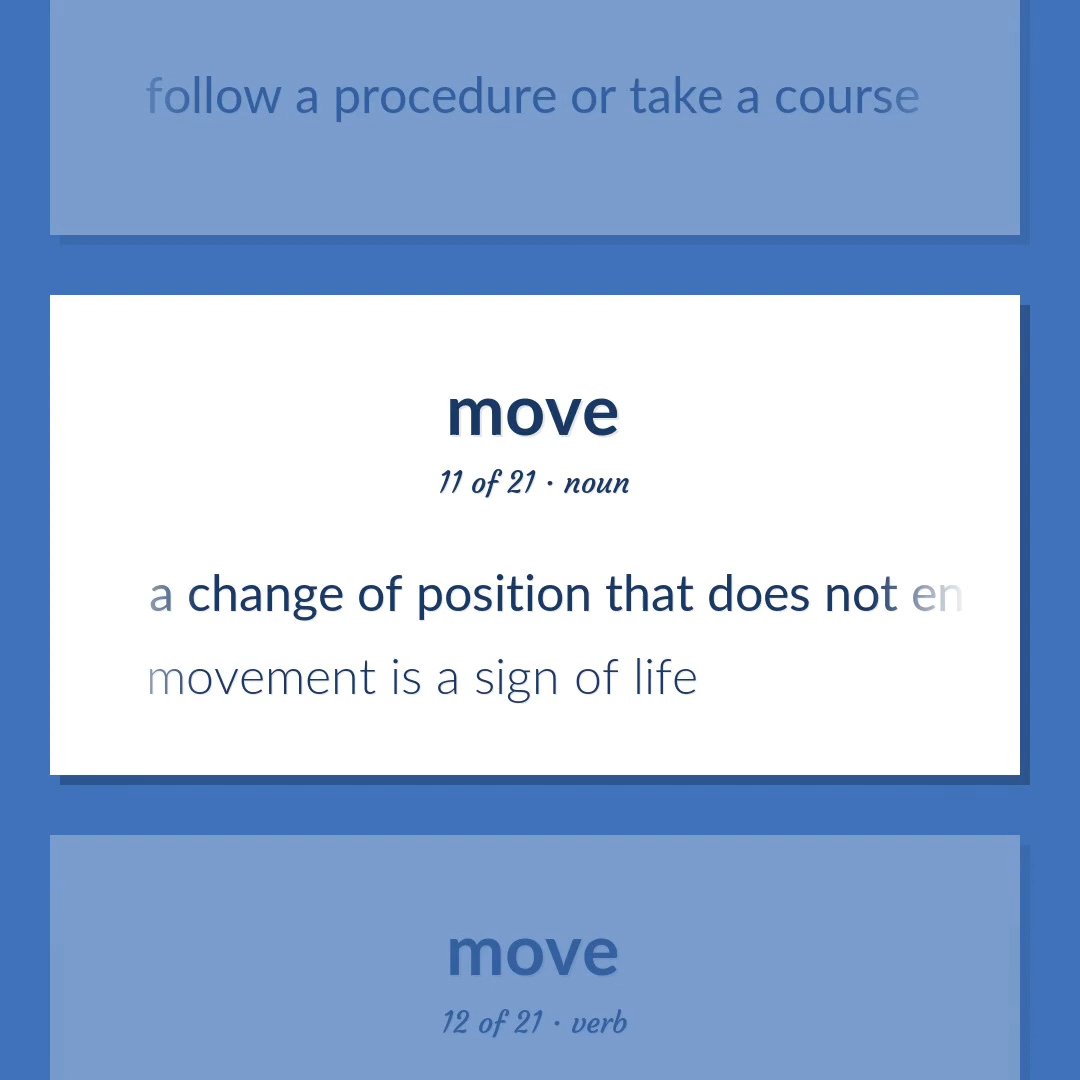 follow a procedure or take a course
move
11 of 21 · noun
a change of position that does not en
movement is a sign of life
move
12 of 21 · verb